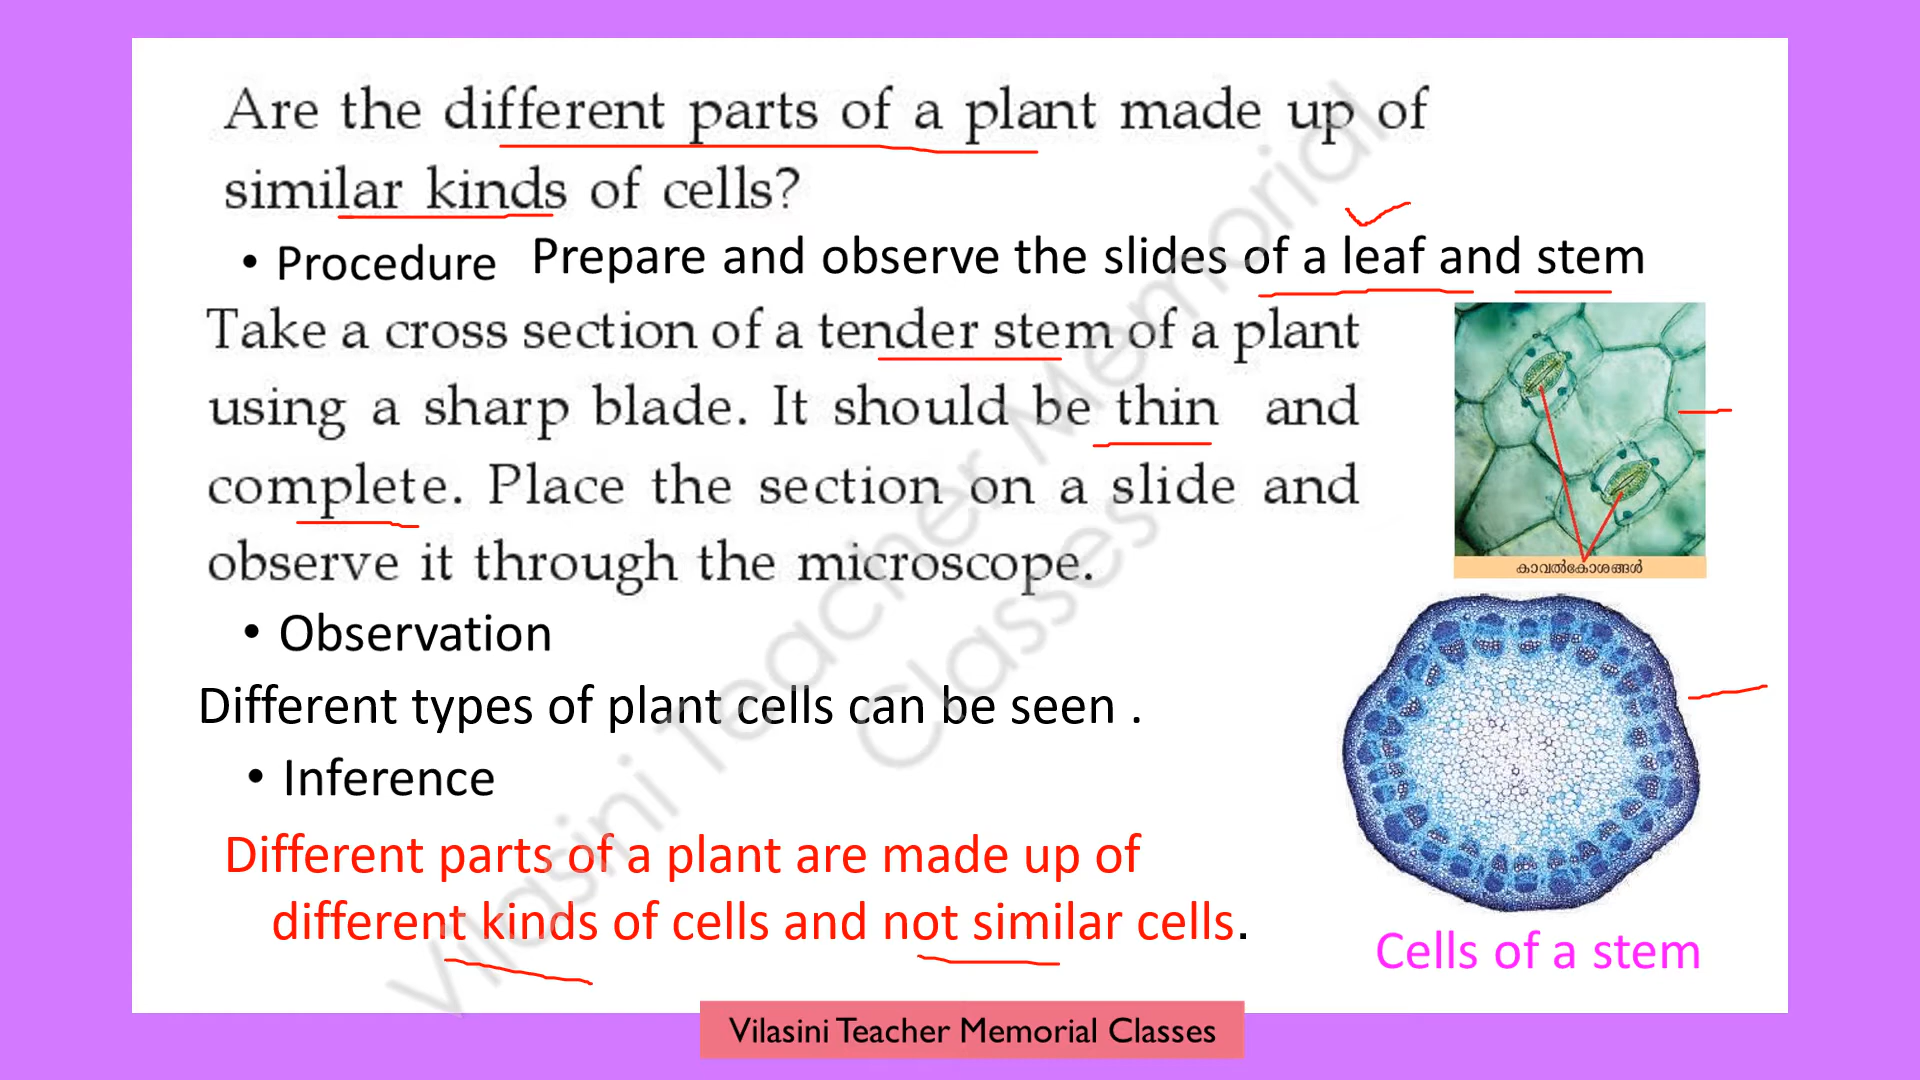 Are the different parts of a plant made up of
similar kinds of cells?
• Procedure Prepare and observe the slides of a leaf and stem
Take a cross section of a tender stem of a plant
using a sharp blade. It should be thin and
complete. Place the section on a slide and
observe it through the microscope.
കാവൽകോശങ്ങൾ
• Observation
Different types of plant cells can be seen .
• Inference
Different parts of a plant are made up of
different kinds of cells and not similar cells.
Cells of a stem
Vilasini Teacher Memorial Classes
Vilasini Teacher Memorial
Classes